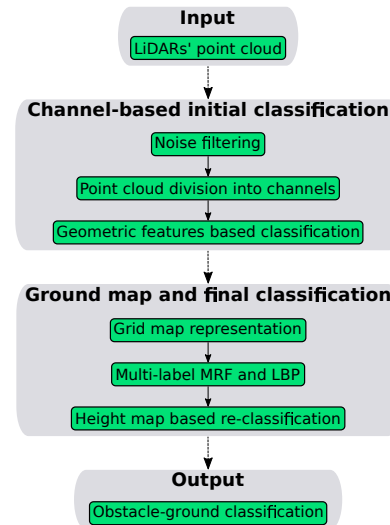 Input
LiDARs' point cloud
Channel-based initial classification
Noise filtering
Point cloud division into channels
Geometric features based classification
Ground map and final classification
Grid map representation
Multi-label MRF and LBP
Height map based re-classification
Output
Obstacle-ground classification